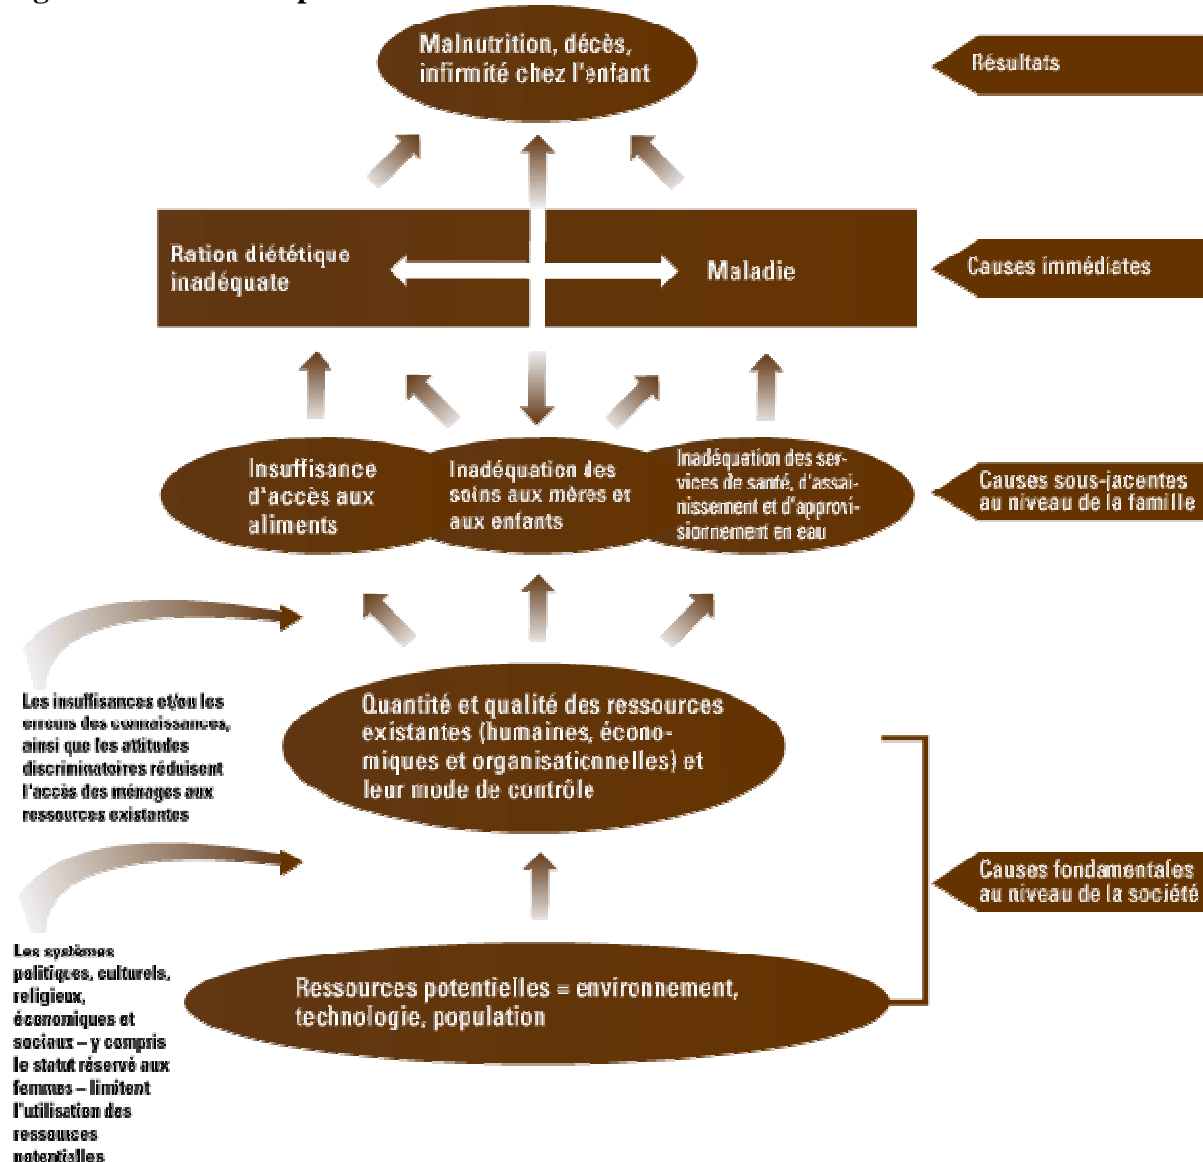 Malnutrition, décès,
infirmité chez l'enfant
Résultats
Ration diététique
inadéquate
Maladie
Causes immédiates
Insuffisance
d'accès aux
aliments
Inadéquation des
soins aux mères et
aux enfants
Inadéquation des ser-
vices de santé, d'assai-
nissement et d'approvi-
sionnement en eau
Causes sous-jacentes
au niveau de la famille
Les insuffisances et/ou les
erreurs des connaissances,
ainsi que les attitudes
discriminatoires réduisent
l'accès des ménages aux
ressources existantes
Quantité et qualité des ressources
existantes (humaines, écono-
miques et organisationnelles) et
leur mode de contrôle
Causes fondamentales
au niveau de la société
Les systèmes
politiques, culturels,
religieux,
économiques et
sociaux – y compris
le statut réservé aux
femmes – limitent
l'utilisation des
ressources
potentielles
Ressources potentielles = environnement,
technologie, population